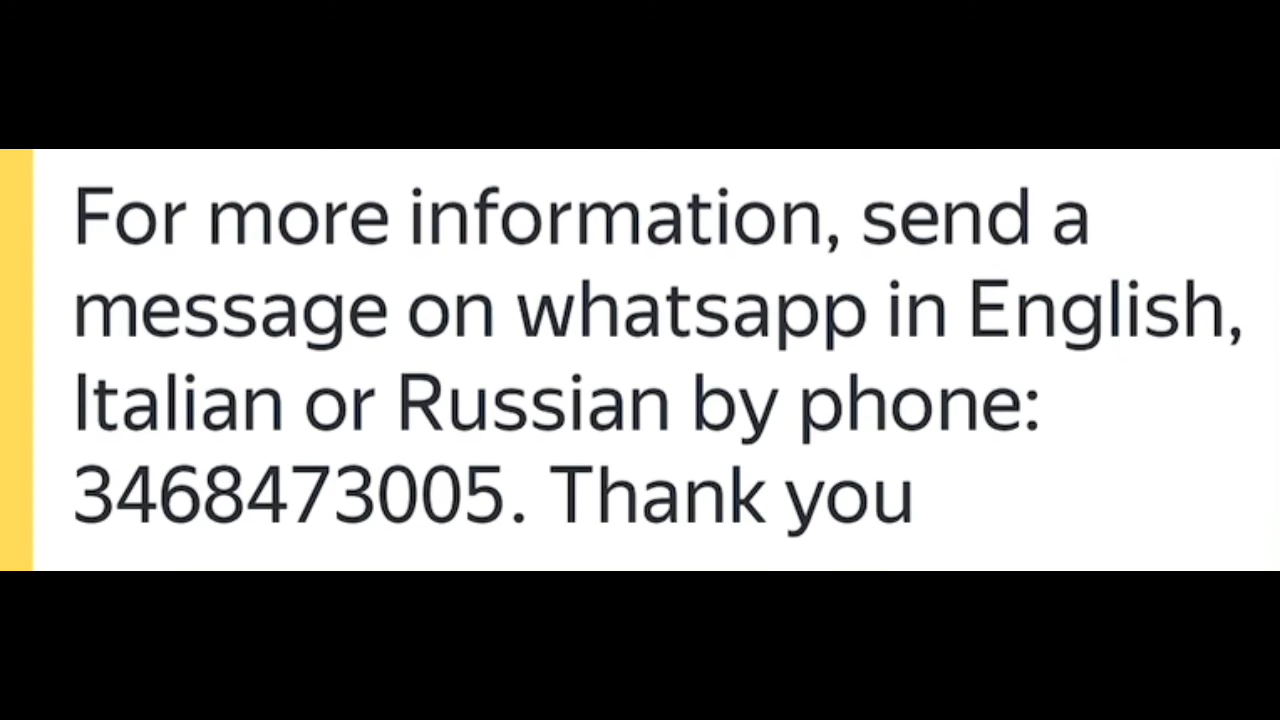 For more information, send a
message on whatsapp in English,
Italian or Russian by phone:
3468473005. Thank you